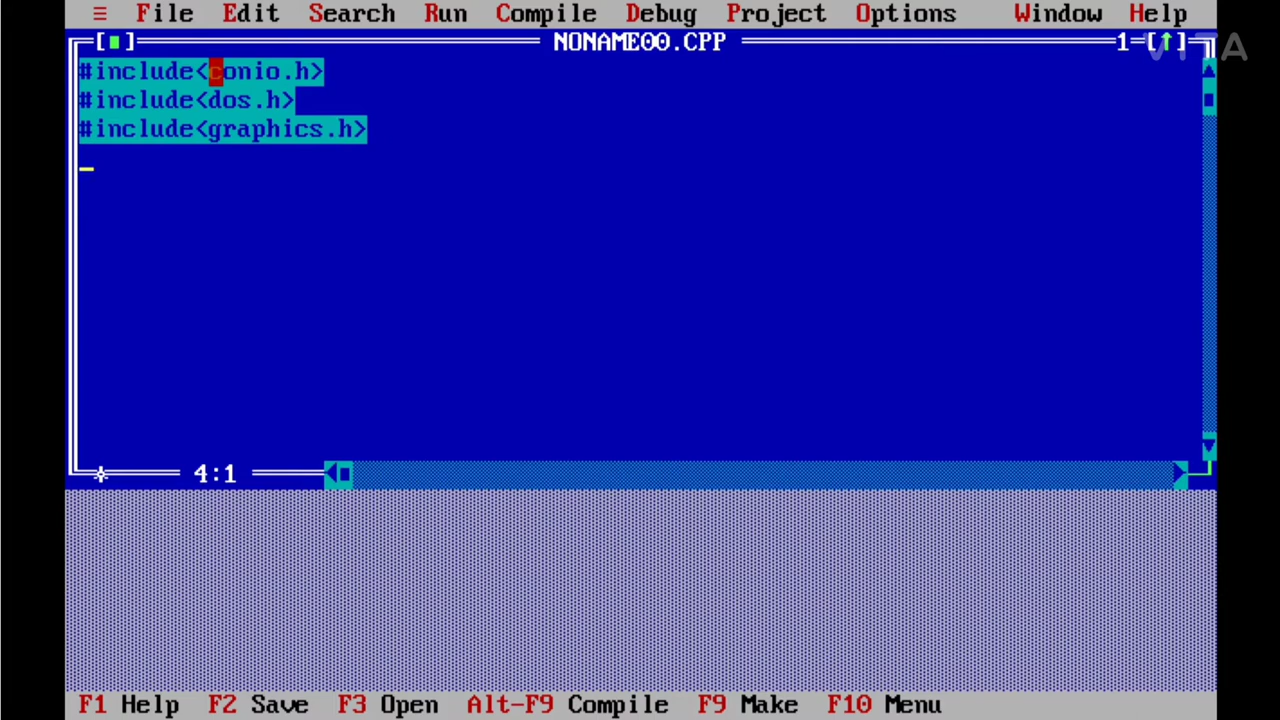 ≡ File Edit Search Run Compile Debug Project Options Window Help
[■] NONAME00.CPP 1=[↑]
VITA
#include<conio.h>
#include<dos.h>
#include<graphics.h>
4:1
F1 Help F2 Save F3 Open Alt-F9 Compile F9 Make F10 Menu